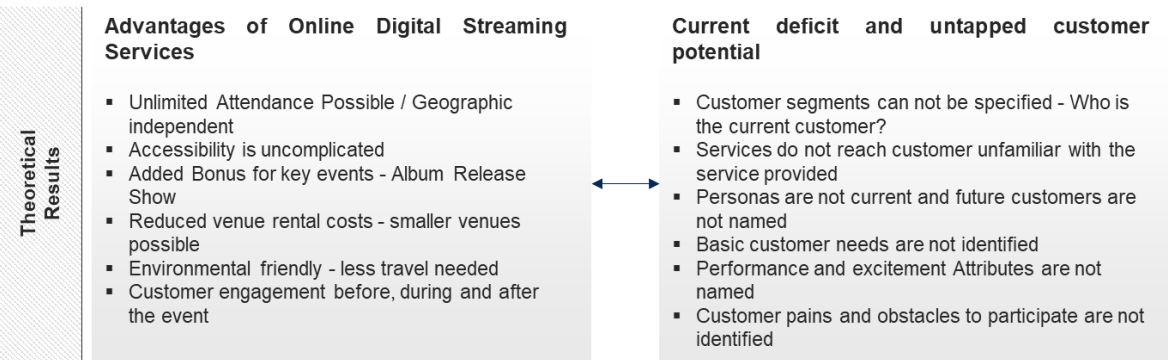 Theoretical
Results
Advantages of Online Digital Streaming
Services
▪ Unlimited Attendance Possible / Geographic
independent
▪ Accessibility is uncomplicated
▪ Added Bonus for key events - Album Release
Show
▪ Reduced venue rental costs - smaller venues
possible
▪ Environmental friendly - less travel needed
▪ Customer engagement before, during and after
the event
Current deficit and untapped customer
potential
▪ Customer segments can not be specified - Who is
the current customer?
▪ Services do not reach customer unfamiliar with the
service provided
▪ Personas are not current and future customers are
not named
▪ Basic customer needs are not identified
▪ Performance and excitement Attributes are not
named
▪ Customer pains and obstacles to participate are not
identified